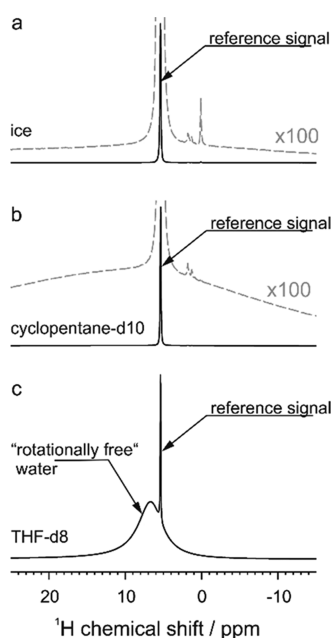 a
reference signal
ice
x100
b
reference signal
x100
cyclopentane-d10
c
reference signal
"rotationally free"
water
THF-d8
20 10 0 -10
¹H chemical shift / ppm